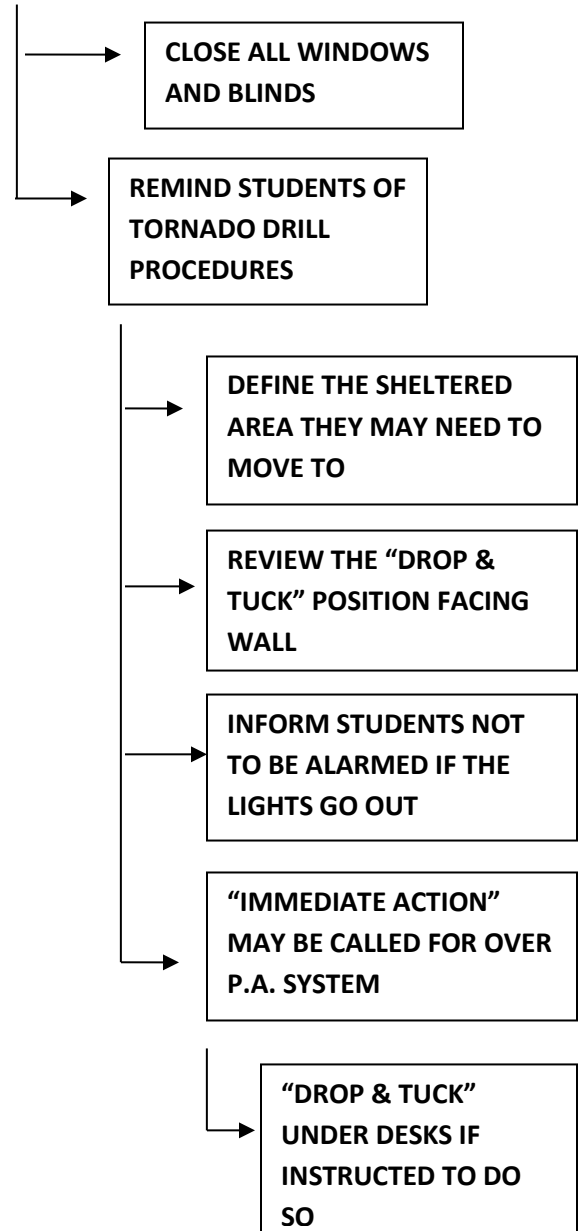 CLOSE ALL WINDOWS
AND BLINDS
REMIND STUDENTS OF
TORNADO DRILL
PROCEDURES
DEFINE THE SHELTERED
AREA THEY MAY NEED TO
MOVE TO
REVIEW THE “DROP &
TUCK” POSITION FACING
WALL
INFORM STUDENTS NOT
TO BE ALARMED IF THE
LIGHTS GO OUT
“IMMEDIATE ACTION”
MAY BE CALLED FOR OVER
P.A. SYSTEM
“DROP & TUCK”
UNDER DESKS IF
INSTRUCTED TO DO
SO